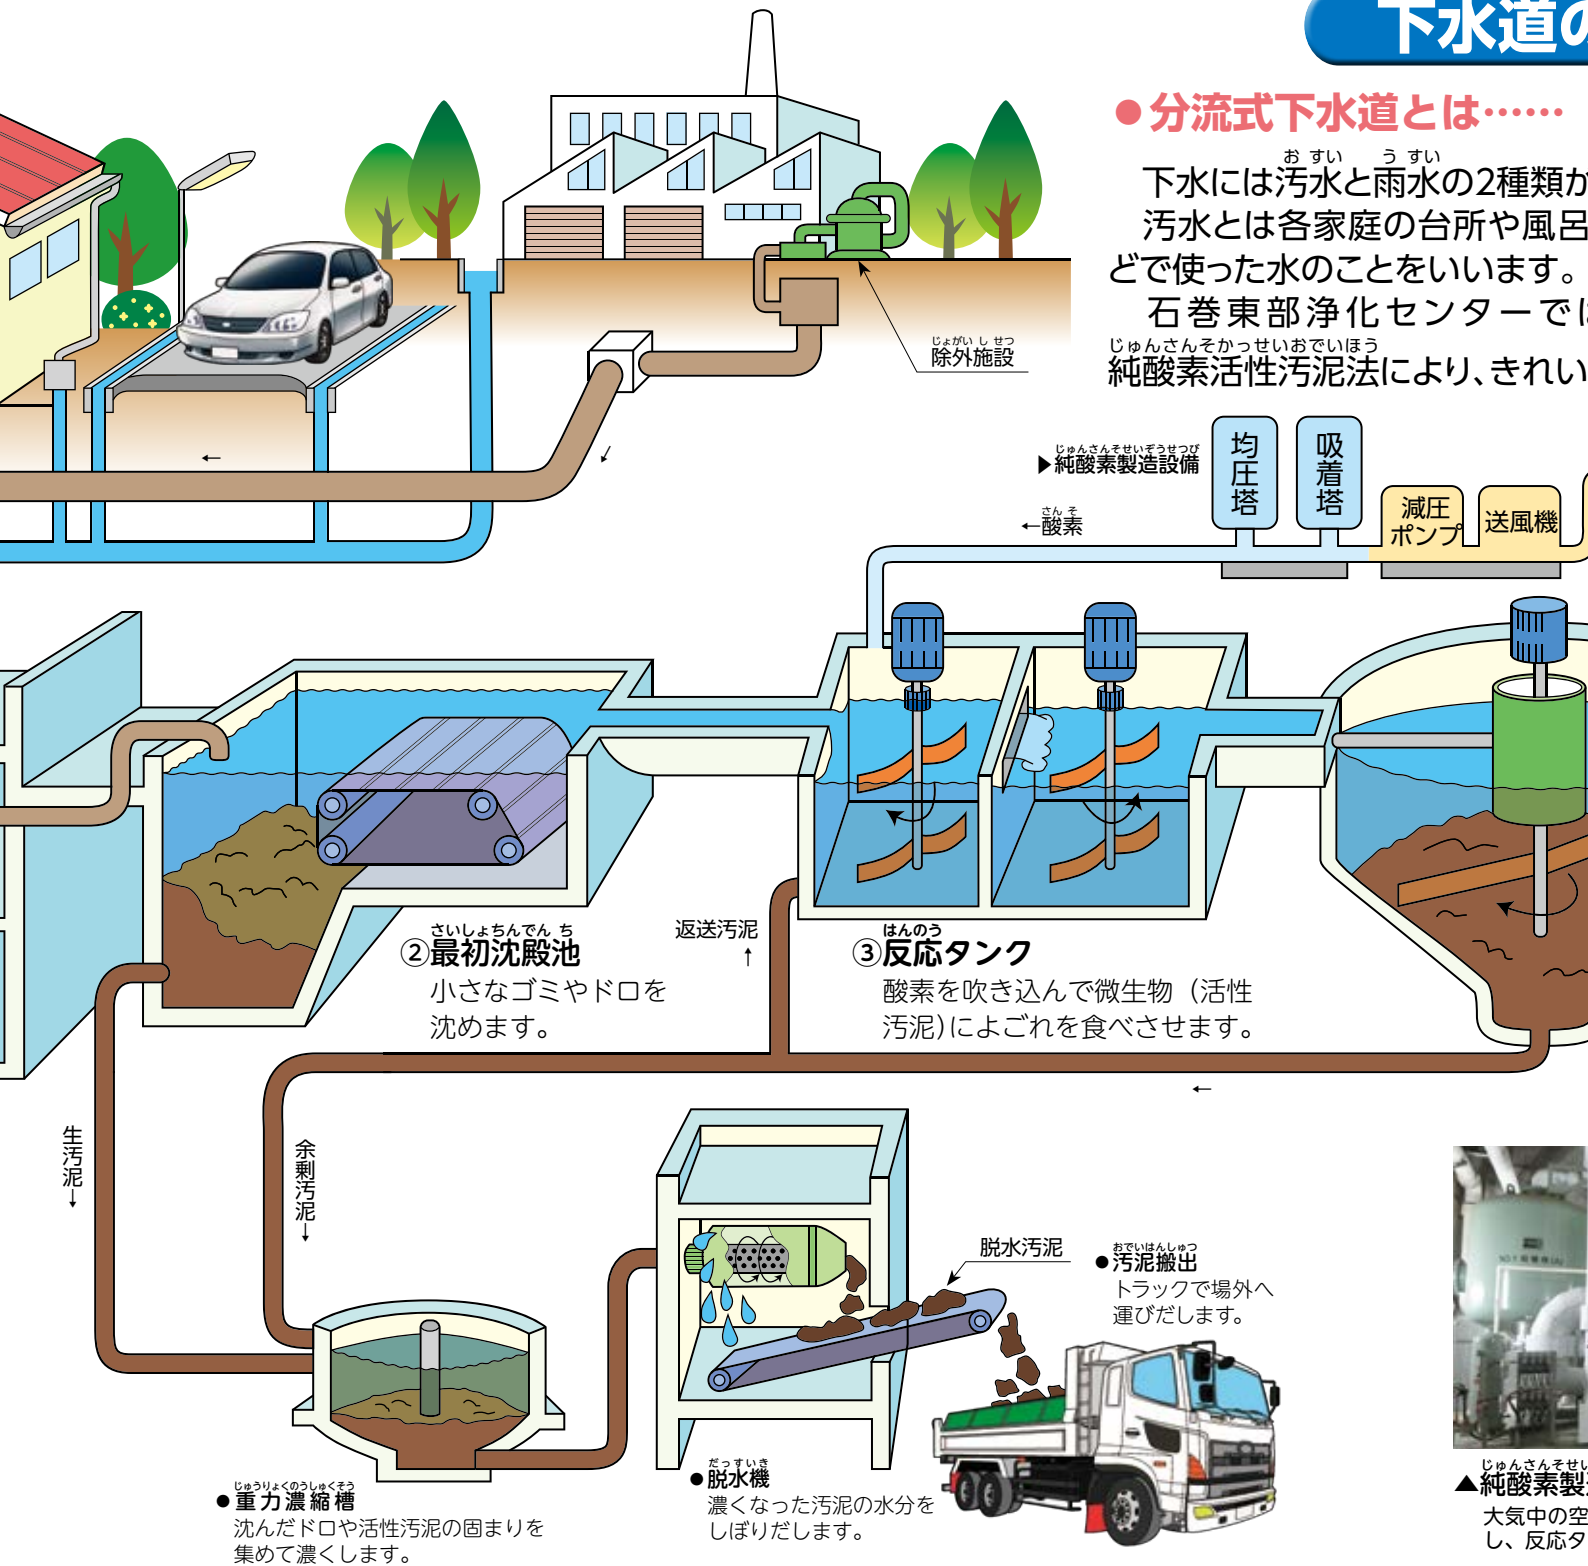 下水道の
●分流式下水道とは……
お すい う すい
下水には汚水と雨水の2種類か
汚水とは各家庭の台所や風呂
どで使った水のことをいいます。
石巻東部浄化センターでは
じゅんさんそかっせいおでいほう
純酸素活性汚泥法により、きれい
じょがい し せつ
除外施設
じゅんさんそせいぞうせつび
▶純酸素製造設備
均圧塔
吸着塔
減圧
ポンプ
送風機
さん そ
←酸素
さいしょちんでん ち
②最初沈殿池
小さなゴミやドロを
沈めます。
返送汚泥
↑
はんのう
③反応タンク
酸素を吹き込んで微生物（活性
汚泥）によごれを食べさせます。
生汚泥→
余剰汚泥→
脱水汚泥
おでいはんしゅつ
●汚泥搬出
トラックで場外へ
運びだします。
じゅうりょくのうしゅくそう
●重力濃縮槽
沈んだドロや活性汚泥の固まりを
集めて濃くします。
だっすいき
●脱水機
濃くなった汚泥の水分を
しぼりだします。
じゅんさんそせい
▲純酸素製
大気中の空
し、反応タ